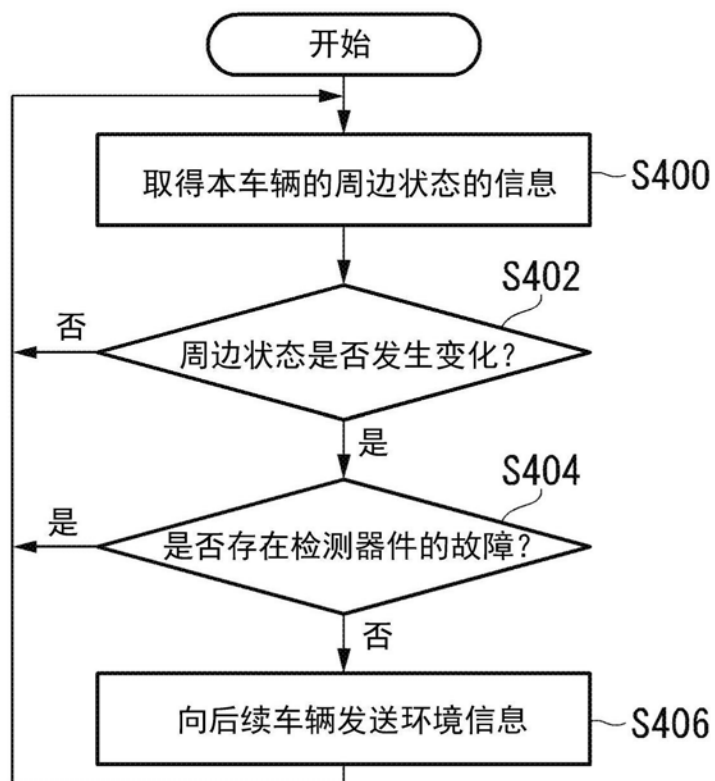 开始
取得本车辆的周边状态的信息
S400
S402
周边状态是否发生变化？
否
是
S404
是否存在检测器件的故障？
是
否
向后续车辆发送环境信息
S406